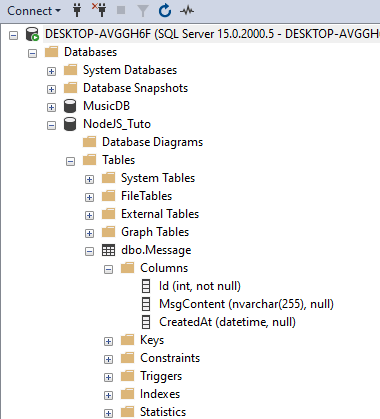 Connect
DESKTOP-AVGGH6F (SQL Server 15.0.2000.5 - DESKTOP-AVGGH
Databases
System Databases
Database Snapshots
MusicDB
NodeJS_Tuto
Database Diagrams
Tables
System Tables
FileTables
External Tables
Graph Tables
dbo.Message
Columns
Id (int, not null)
MsgContent (nvarchar(255), null)
CreatedAt (datetime, null)
Keys
Constraints
Triggers
Indexes
Statistics